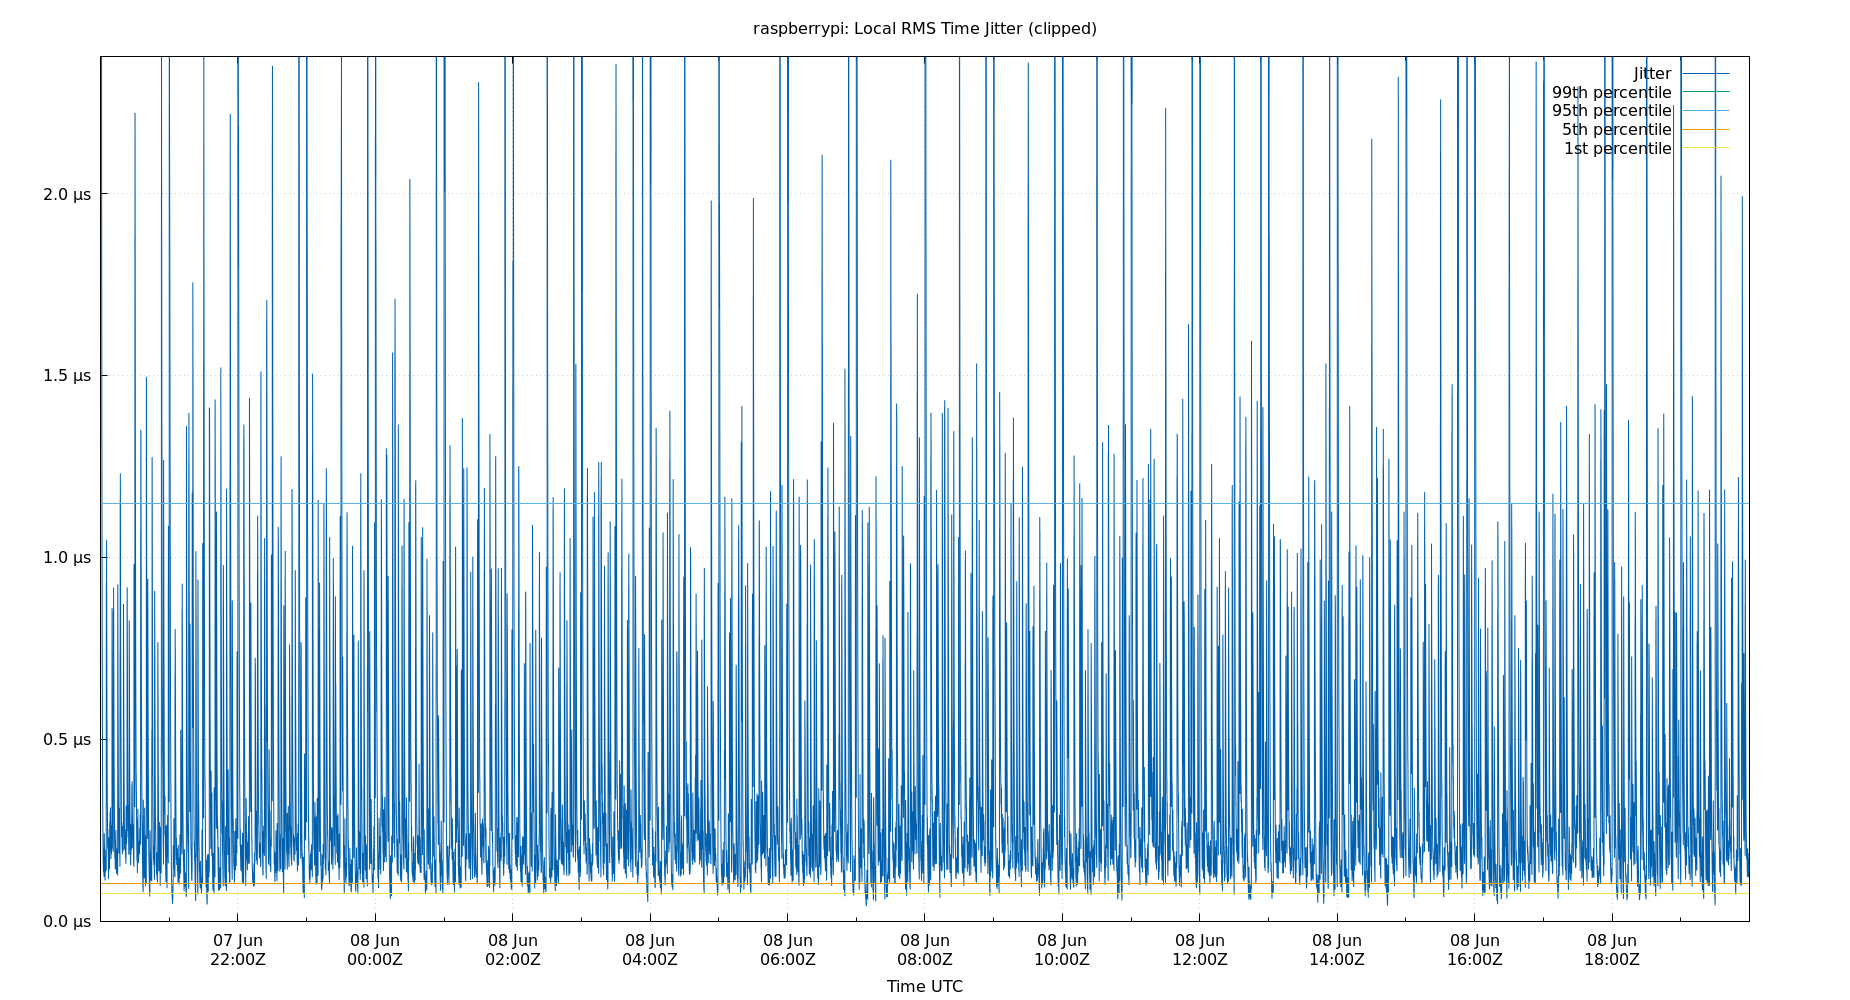 raspberrypi: Local RMS Time Jitter (clipped)
Jitter
99th percentile
95th percentile
5th percentile
1st percentile
2.0 μs
1.5 μs
1.0 μs
0.5 μs
0.0 μs
07 Jun 08 Jun 08 Jun 08 Jun 08 Jun 08 Jun 08 Jun 08 Jun 08 Jun 08 Jun 08 Jun
22:00Z 00:00Z 02:00Z 04:00Z 06:00Z 08:00Z 10:00Z 12:00Z 14:00Z 16:00Z 18:00Z
Time UTC